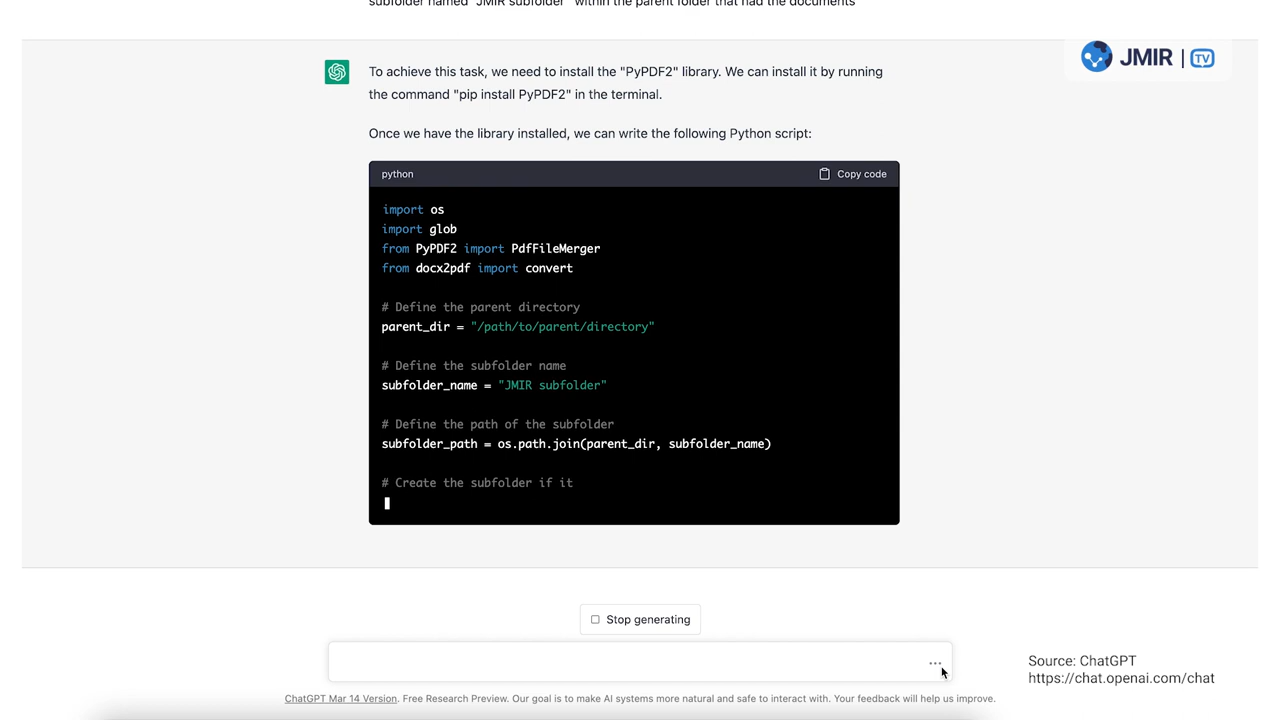 subfolder named "JMIR subfolder" within the parent folder that had the documents
JMIR | TV
To achieve this task, we need to install the "PyPDF2" library. We can install it by running
the command "pip install PyPDF2" in the terminal.
Once we have the library installed, we can write the following Python script:
python
Copy code
import os
import glob
from PyPDF2 import PdfFileMerger
from docx2pdf import convert
# Define the parent directory
parent_dir = "/path/to/parent/directory"
# Define the subfolder name
subfolder_name = "JMIR subfolder"
# Define the path of the subfolder
subfolder_path = os.path.join(parent_dir, subfolder_name)
# Create the subfolder if it
Stop generating
Source: ChatGPT
https://chat.openai.com/chat
ChatGPT Mar 14 Version. Free Research Preview. Our goal is to make AI systems more natural and safe to interact with. Your feedback will help us improve.